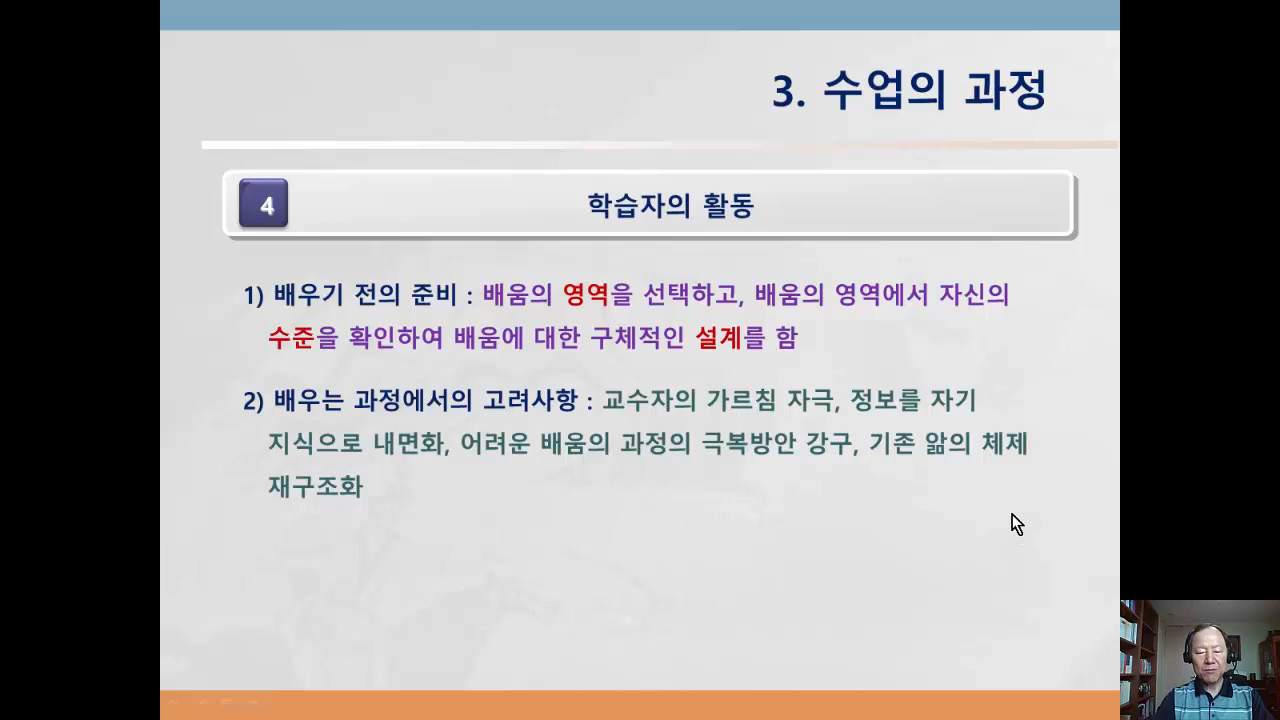 3. 수업의 과정
4 학습자의 활동
1) 배우기 전의 준비 : 배움의 영역을 선택하고, 배움의 영역에서 자신의
수준을 확인하여 배움에 대한 구체적인 설계를 함
2) 배우는 과정에서의 고려사항 : 교수자의 가르침 자극, 정보를 자기
지식으로 내면화, 어려운 배움의 과정의 극복방안 강구, 기존 앎의 체제
재구조화